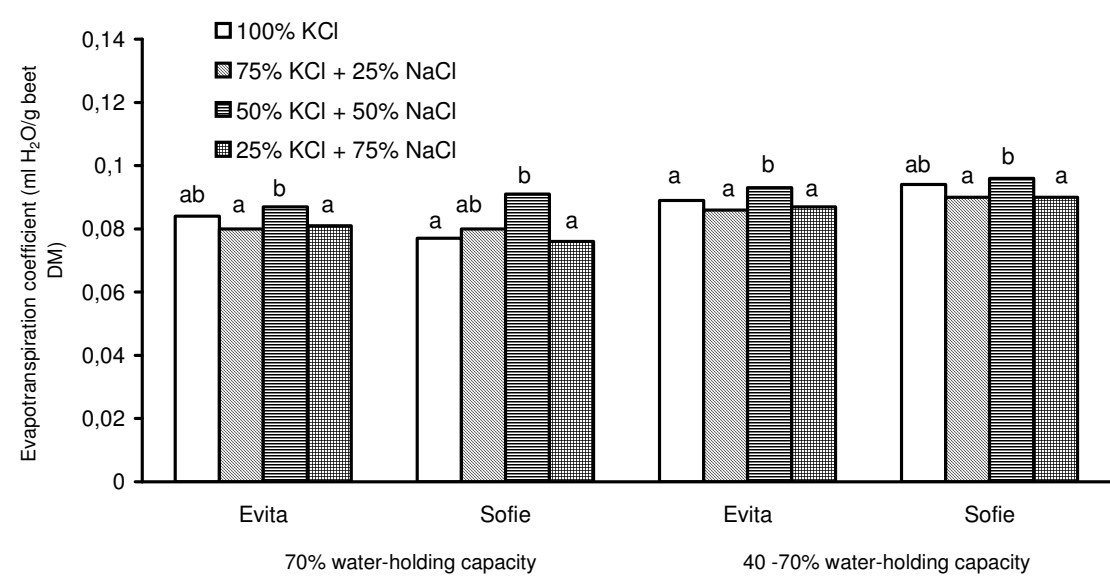 100% KCl
75% KCl + 25% NaCl
50% KCl + 50% NaCl
25% KCl + 75% NaCl
Evapotranspiration coefficient (ml H₂O/g beet
DM)
0,14
0,12
0,1
0,08
0,06
0,04
0,02
0
ab a b a
a ab b a
a a b a
ab a b a
Evita Sofie Evita Sofie
70% water-holding capacity 40 -70% water-holding capacity